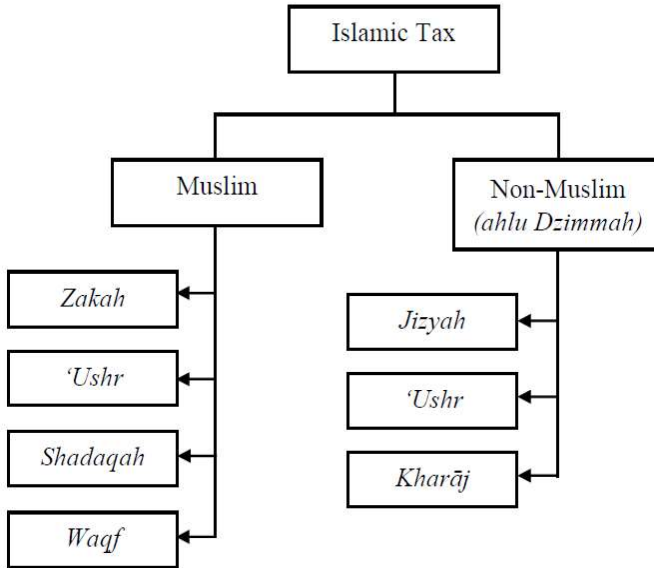 Islamic Tax
Muslim
Non-Muslim
(ahlu Dzimmah)
Zakah
‘Ushr
Shadaqah
Waqf
Jizyah
‘Ushr
Kharāj